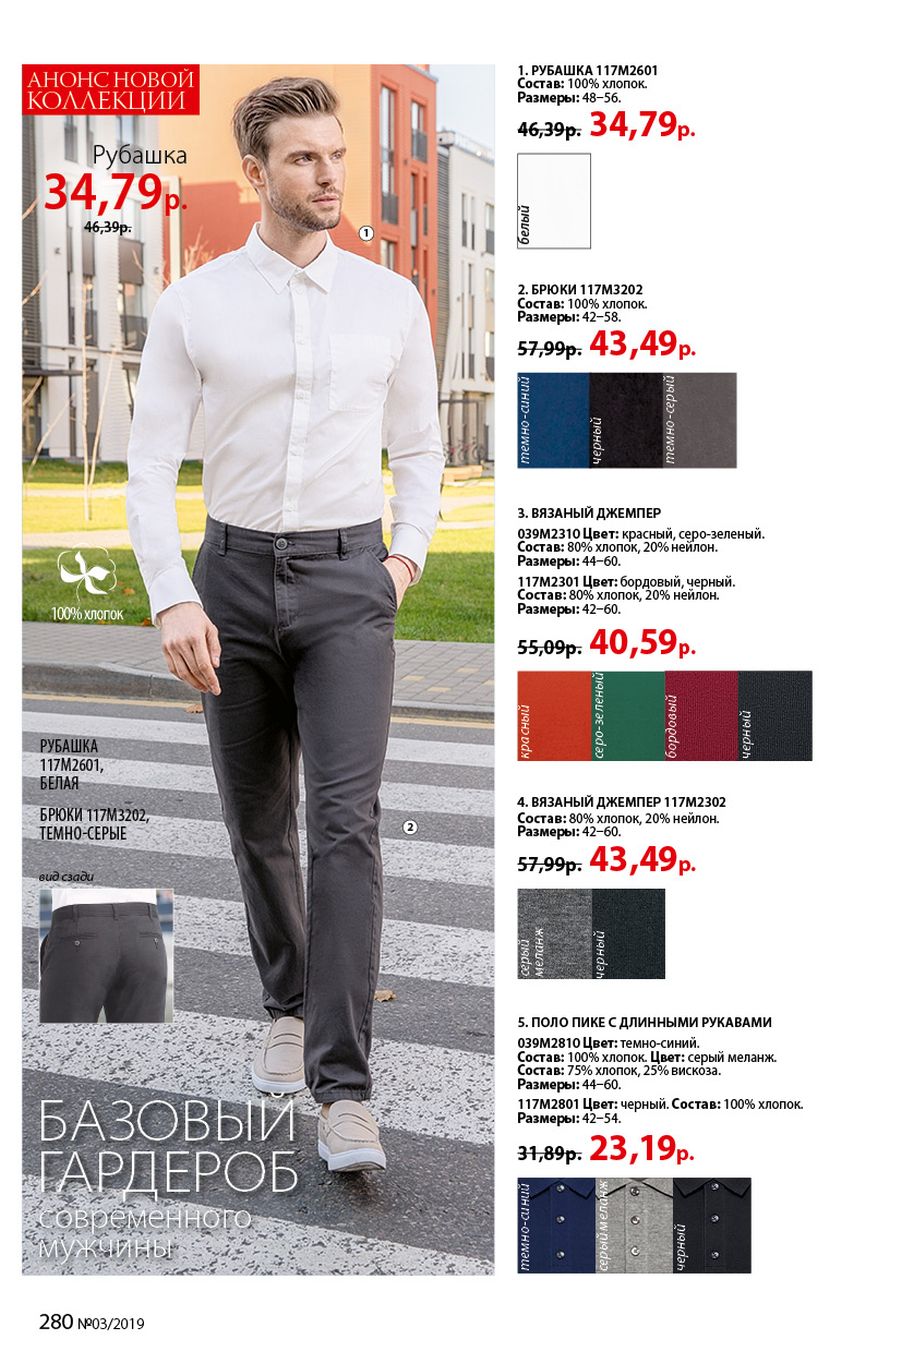 АНОНС НОВОЙ
КОЛЛЕКЦИИ
Рубашка
34,79р.
46,39р.
1
100% хлопок
РУБАШКА
117М2601,
БЕЛАЯ
БРЮКИ 117М3202,
ТЕМНО-СЕРЫЕ
2
вид сзади
БАЗОВЫЙ
ГАРДЕРОБ
современного
мужчины
280 №03/2019
1. РУБАШКА 117М2601
Состав: 100% хлопок.
Размеры: 48–56.
46,39р. 34,79р.
белый
2. БРЮКИ 117М3202
Состав: 100% хлопок.
Размеры: 42–58.
57,99р. 43,49р.
темно-синий
черный
темно-серый
3. ВЯЗАНЫЙ ДЖЕМПЕР
039М2310 Цвет: красный, серо-зеленый.
Состав: 80% хлопок, 20% нейлон.
Размеры: 44–60.
117М2301 Цвет: бордовый, черный.
Состав: 80% хлопок, 20% нейлон.
Размеры: 42–60.
55,09р. 40,59р.
красный
серо-зеленый
бордовый
черный
4. ВЯЗАНЫЙ ДЖЕМПЕР 117М2302
Состав: 80% хлопок, 20% нейлон.
Размеры: 42–60.
57,99р. 43,49р.
серый
меланж
черный
5. ПОЛО ПИКЕ С ДЛИННЫМИ РУКАВАМИ
039М2810 Цвет: темно-синий.
Состав: 100% хлопок. Цвет: серый меланж.
Состав: 75% хлопок, 25% вискоза.
Размеры: 44–60.
117М2801 Цвет: черный. Состав: 100% хлопок.
Размеры: 42–54.
31,89р. 23,19р.
темно-синий
серый меланж
черный